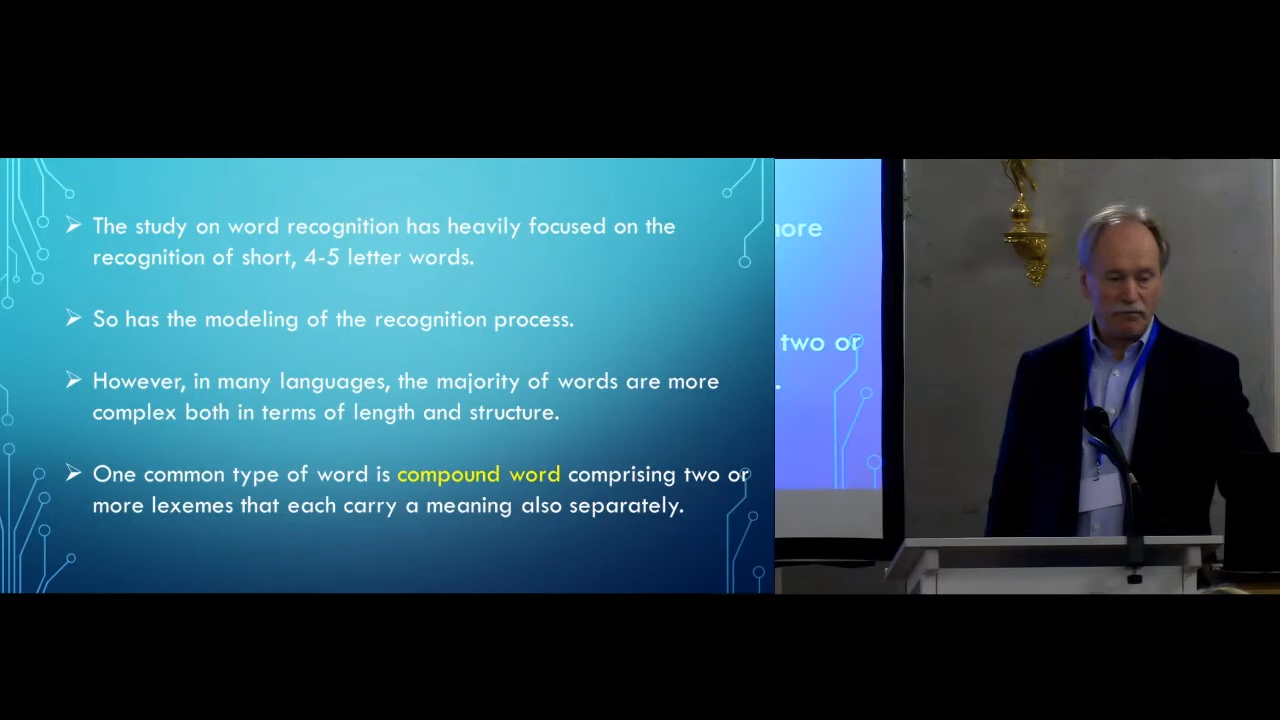 The study on word recognition has heavily focused on the
recognition of short, 4-5 letter words.
So has the modeling of the recognition process.
However, in many languages, the majority of words are more
complex both in terms of length and structure.
One common type of word is compound word comprising two or
more lexemes that each carry a meaning also separately.
more
two or
.